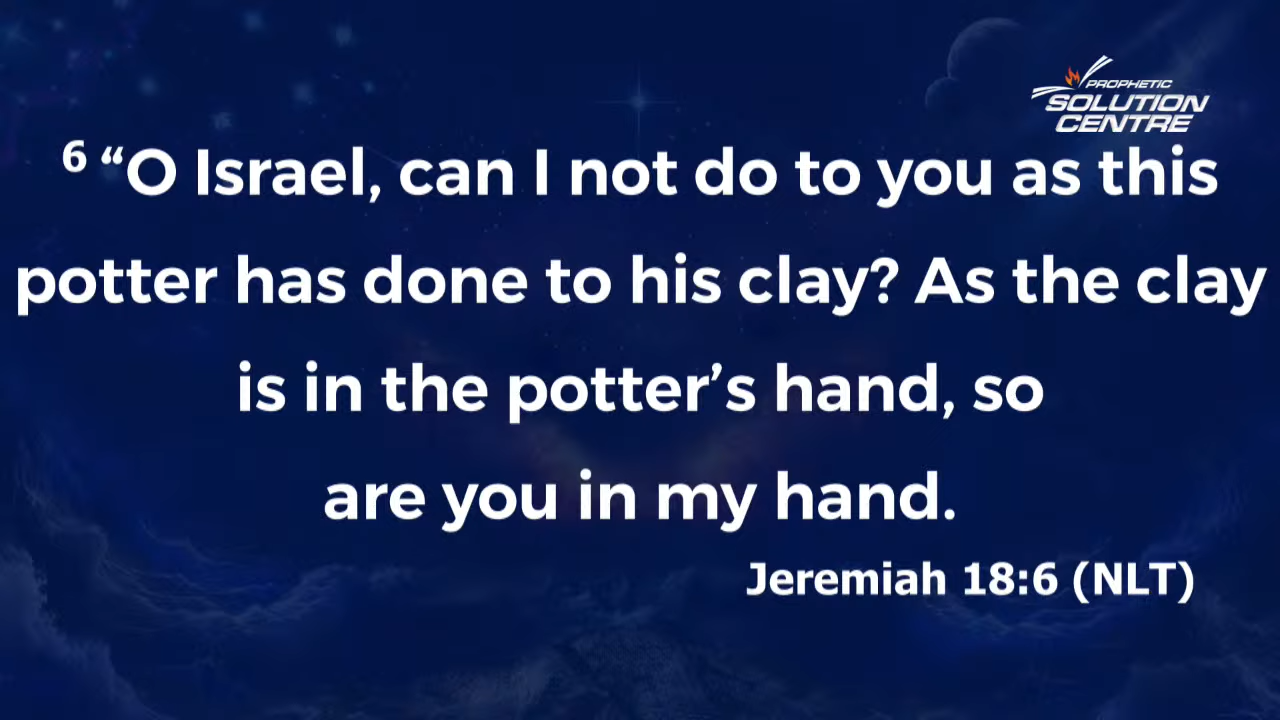 PROPHETIC
SOLUTION
CENTRE
6 “O Israel, can I not do to you as this
potter has done to his clay? As the clay
is in the potter’s hand, so
are you in my hand.
Jeremiah 18:6 (NLT)